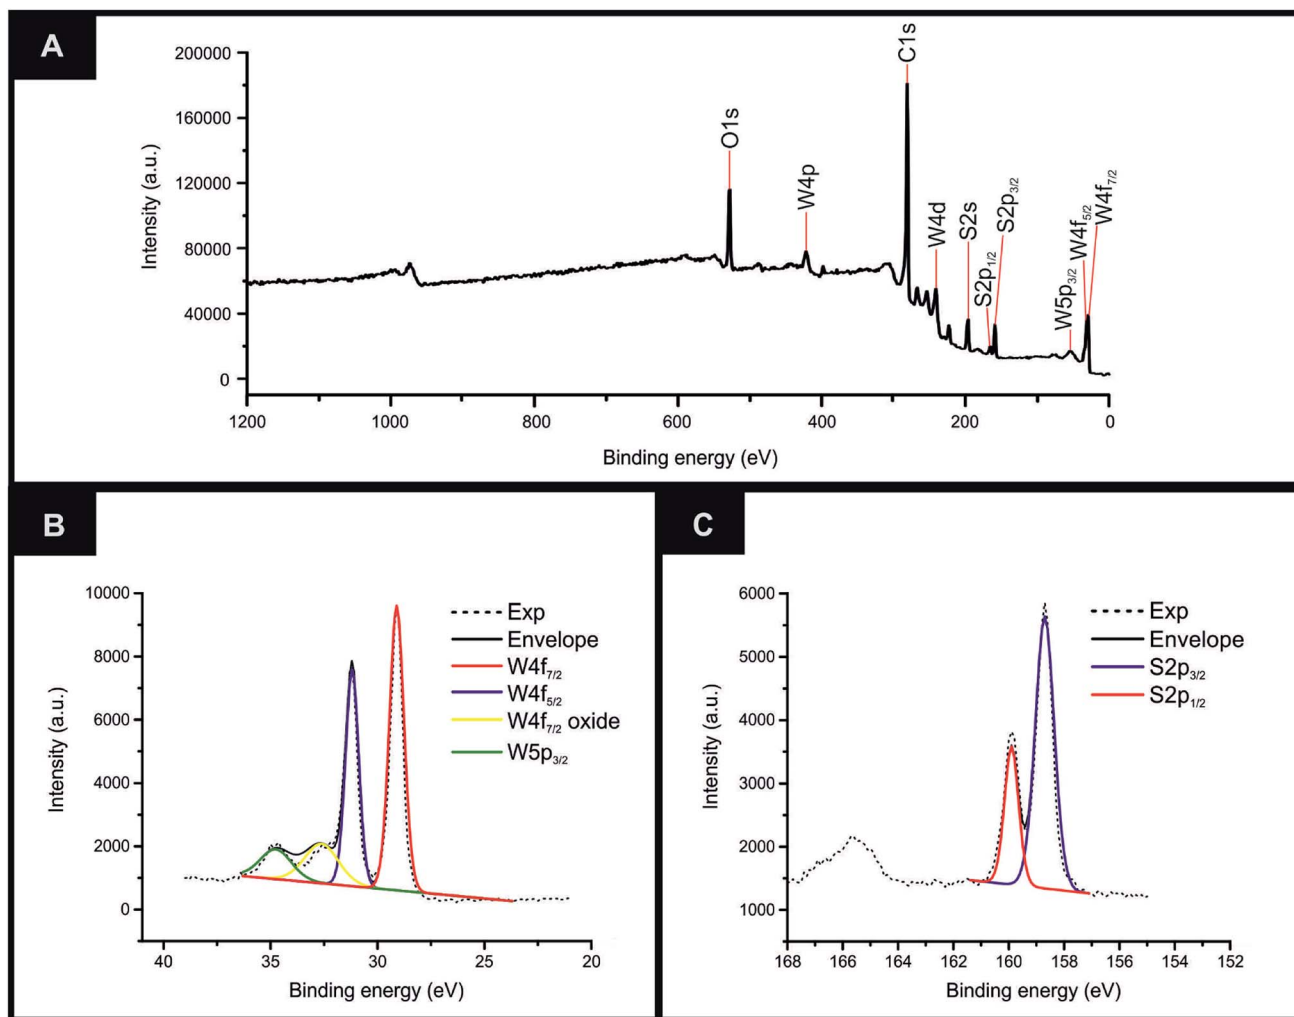 A
C1s
O1s
W4p
W4d
S2s
S2p1/2
S2p3/2
W5p3/2
W4f5/2
W4f7/2
200000
160000
120000
80000
40000
0
Intensity (a.u.)
1200 1000 800 600 400 200 0
Binding energy (eV)
B
10000
8000
6000
4000
2000
0
Intensity (a.u.)
Exp
Envelope
W4f7/2
W4f5/2
W4f7/2 oxide
W5p3/2
40 35 30 25 20
Binding energy (eV)
C
6000
5000
4000
3000
2000
1000
Intensity (a.u.)
Exp
Envelope
S2p3/2
S2p1/2
168 166 164 162 160 158 156 154 152
Binding energy (eV)